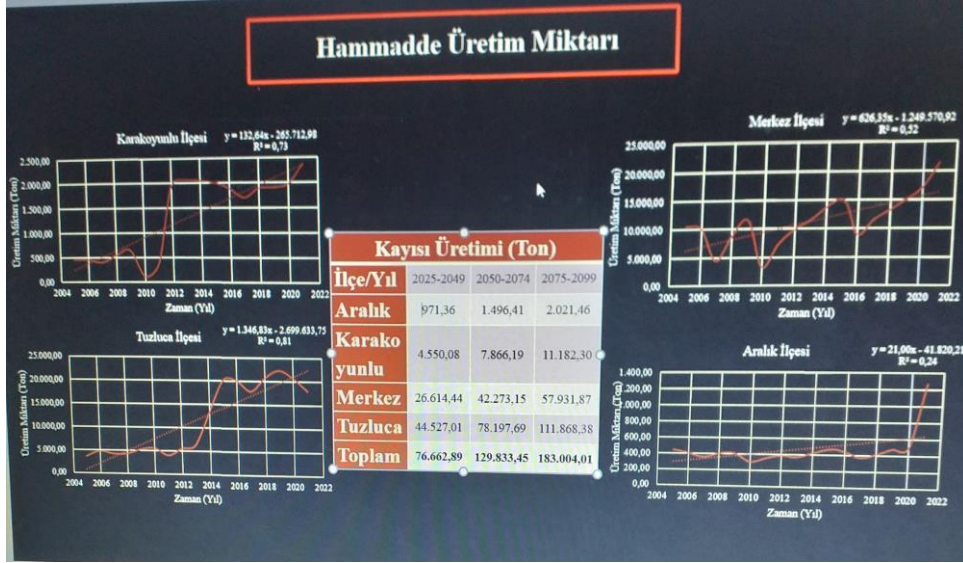 Hammadde Üretim Miktarı
Karakoyunlu İlçesi
y = 132,64x - 265.712,98
R² = 0,73
Üretim Miktarı (Ton)
2.500,00
2.000,00
1.500,00
1.000,00
500,00
0,00
2004 2006 2008 2010 2012 2014 2016 2018 2020 2022
Zaman (Yıl)
Merkez İlçesi
y = 626,35x - 1.249.570,92
R² = 0,52
Üretim Miktarı (Ton)
25.000,00
20.000,00
15.000,00
10.000,00
5.000,00
0,00
2004 2006 2008 2010 2012 2014 2016 2018 2020 2022
Zaman (Yıl)
Kayısı Üretimi (Ton)
İlçe/Yıl 2025-2049 2050-2074 2075-2099
Aralık 971,36 1.496,41 2.021,46
Karako
yunlu 4.550,08 7.866,19 11.182,30
Merkez 26.614,44 42.273,15 57.931,87
Tuzluca 44.527,01 78.197,69 111.868,38
Toplam 76.662,89 129.833,45 183.004,01
Tuzluca İlçesi
y = 1.346,83x - 2.699.633,75
R² = 0,81
Üretim Miktarı (Ton)
25.000,00
20.000,00
15.000,00
10.000,00
5.000,00
0,00
2004 2006 2008 2010 2012 2014 2016 2018 2020 2022
Zaman (Yıl)
Aralık İlçesi
y = 21,00x - 41.820,21
R² = 0,24
Üretim Miktarı (Ton)
1.400,00
1.200,00
1.000,00
800,00
600,00
400,00
200,00
0,00
2004 2006 2008 2010 2012 2014 2016 2018 2020 2022
Zaman (Yıl)